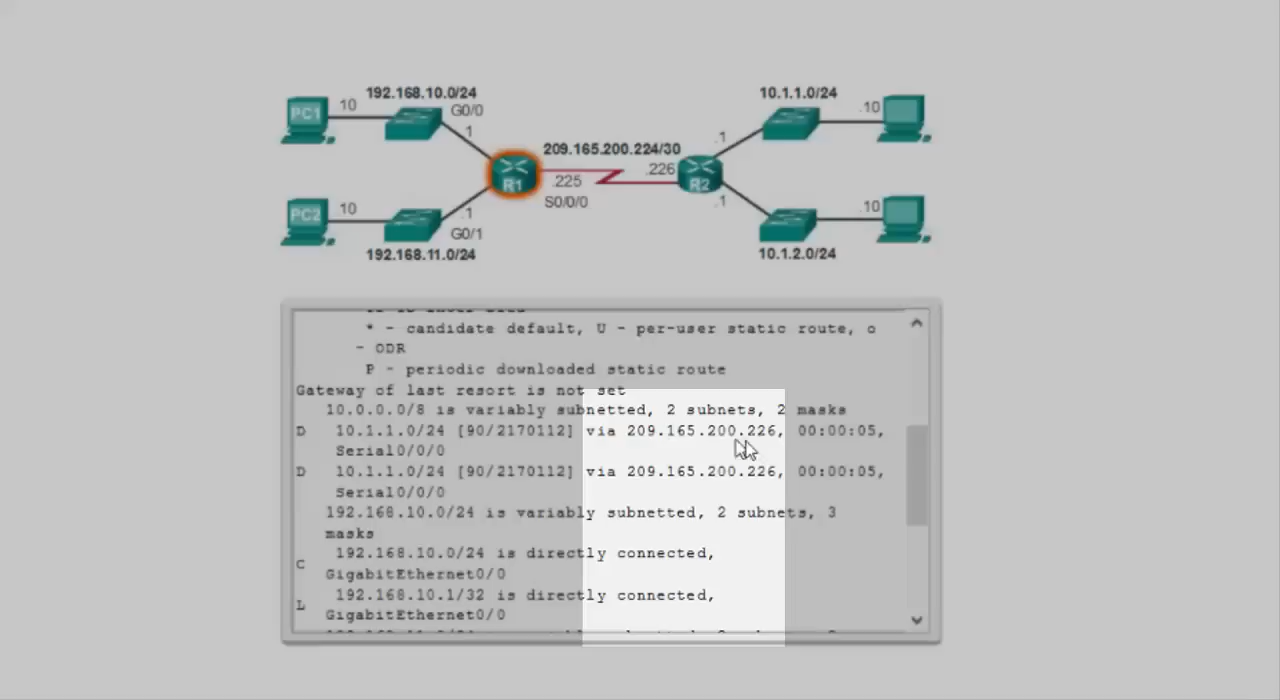 192.168.10.0/24
10.1.1.0/24
PC1
10
G0/0
.10
1
.1
209.165.200.224/30
R1
.225
.226
R2
S0/0/0
PC2
10
.1
.1
.10
G0/1
192.168.11.0/24
10.1.2.0/24
* - candidate default, U - per-user static route, o
- ODR
P - periodic downloaded static route
Gateway of last resort is not set
10.0.0.0/8 is variably subnetted, 2 subnets, 2 masks
D 10.1.1.0/24 [90/2170112] via 209.165.200.226, 00:00:05,
Serial0/0/0
D 10.1.1.0/24 [90/2170112] via 209.165.200.226, 00:00:05,
Serial0/0/0
192.168.10.0/24 is variably subnetted, 2 subnets, 3
masks
C 192.168.10.0/24 is directly connected,
GigabitEthernet0/0
L 192.168.10.1/32 is directly connected,
GigabitEthernet0/0